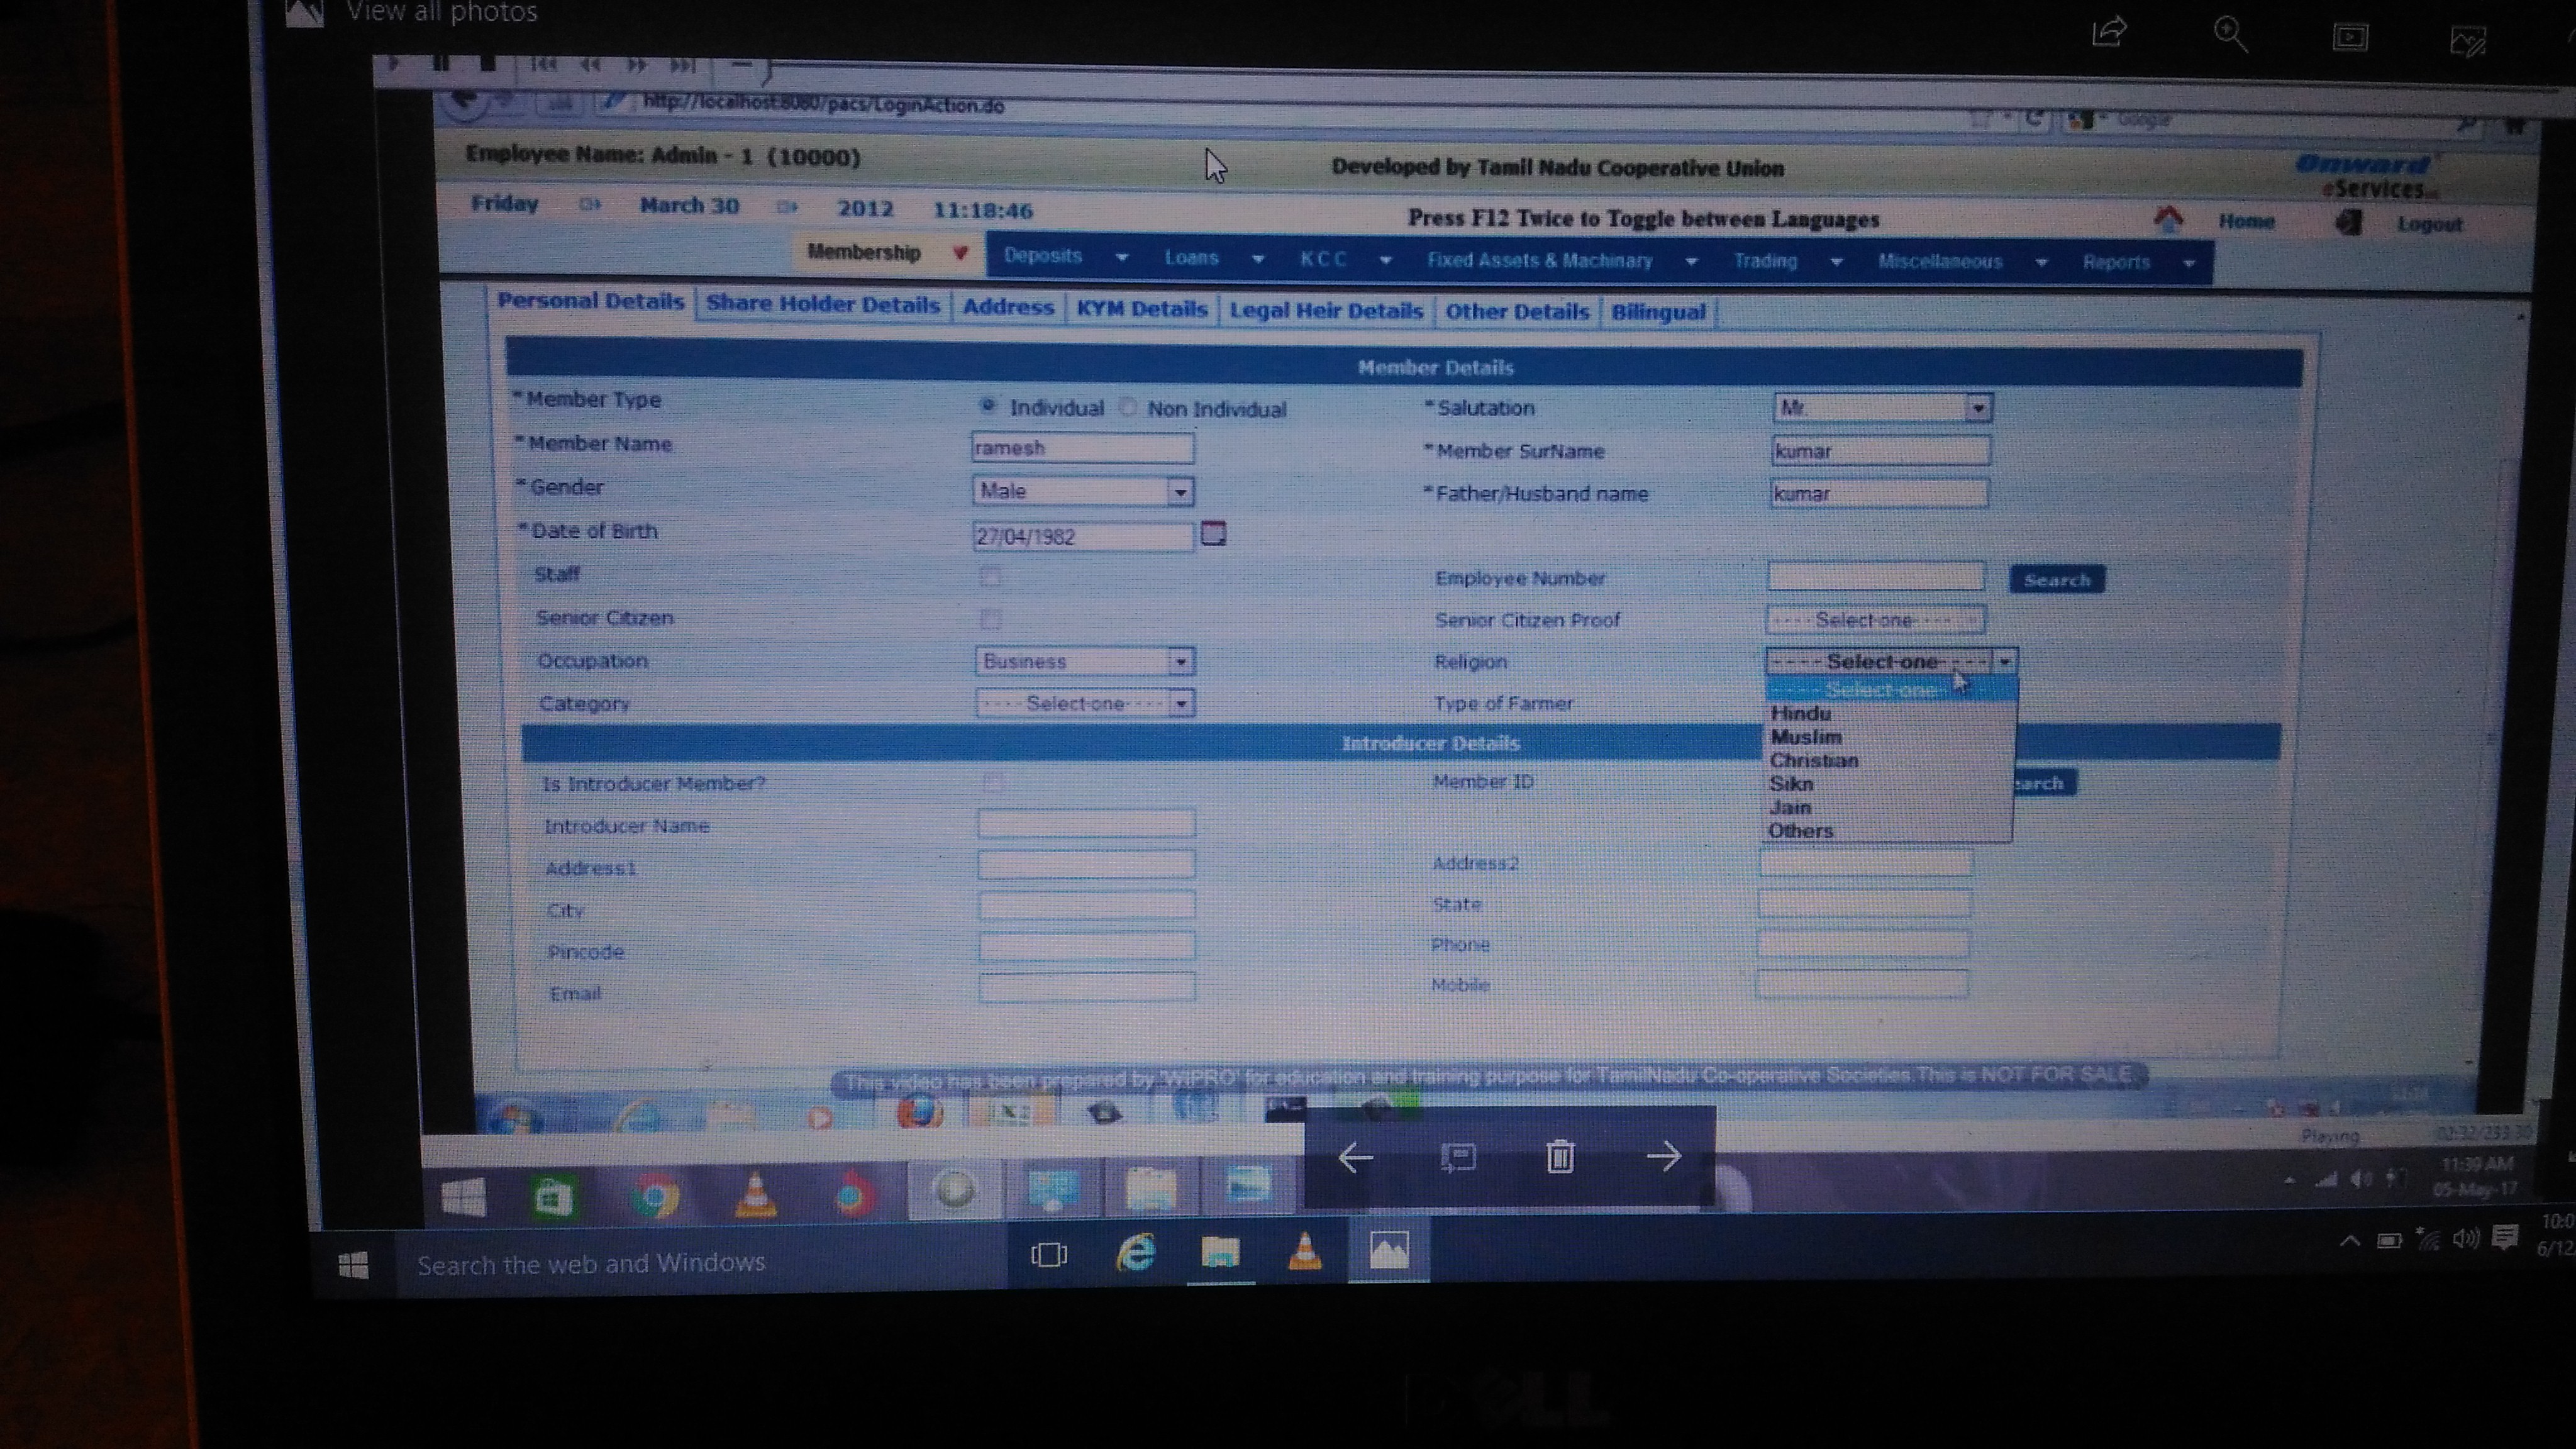 View all photos
http://localhost:8080/pacs/LoginAction.do
Google
Employee Name: Admin - 1 (10000)
Developed by Tamil Nadu Cooperative Union
Onward
eServices
Friday March 30 2012 11:18:46
Press F12 Twice to Toggle between Languages
Home Logout
Membership Deposits Loans KCC Fixed Assets & Machinary Trading Miscellaneous Reports
Personal Details Share Holder Details Address KYM Details Legal Heir Details Other Details Bilingual
Member Details
*Member Type Individual Non Individual *Salutation Mr.
*Member Name ramesh *Member SurName kumar
*Gender Male *Father/Husband name kumar
*Date of Birth 27/04/1982
Staff Employee Number Search
Senior Citizen Senior Citizen Proof ----Select one----
Occupation Business Religion ----Select one----
----Select one----
Category ----Select one---- Type of Farmer
Hindu
Muslim
Christian
Sikn
Jain
Others
Introducer Details
Is Introducer Member? Member ID earch
Introducer Name
Address1 Address2
City State
Pincode Phone
Email Mobile
This video has been prepared by 'WIPRO' for education and training purpose for TamilNadu Co-operative Societies.This is NOT FOR SALE
Playing
11:39 AM
05-May-17
Search the web and Windows
10:0
6/12
DELL